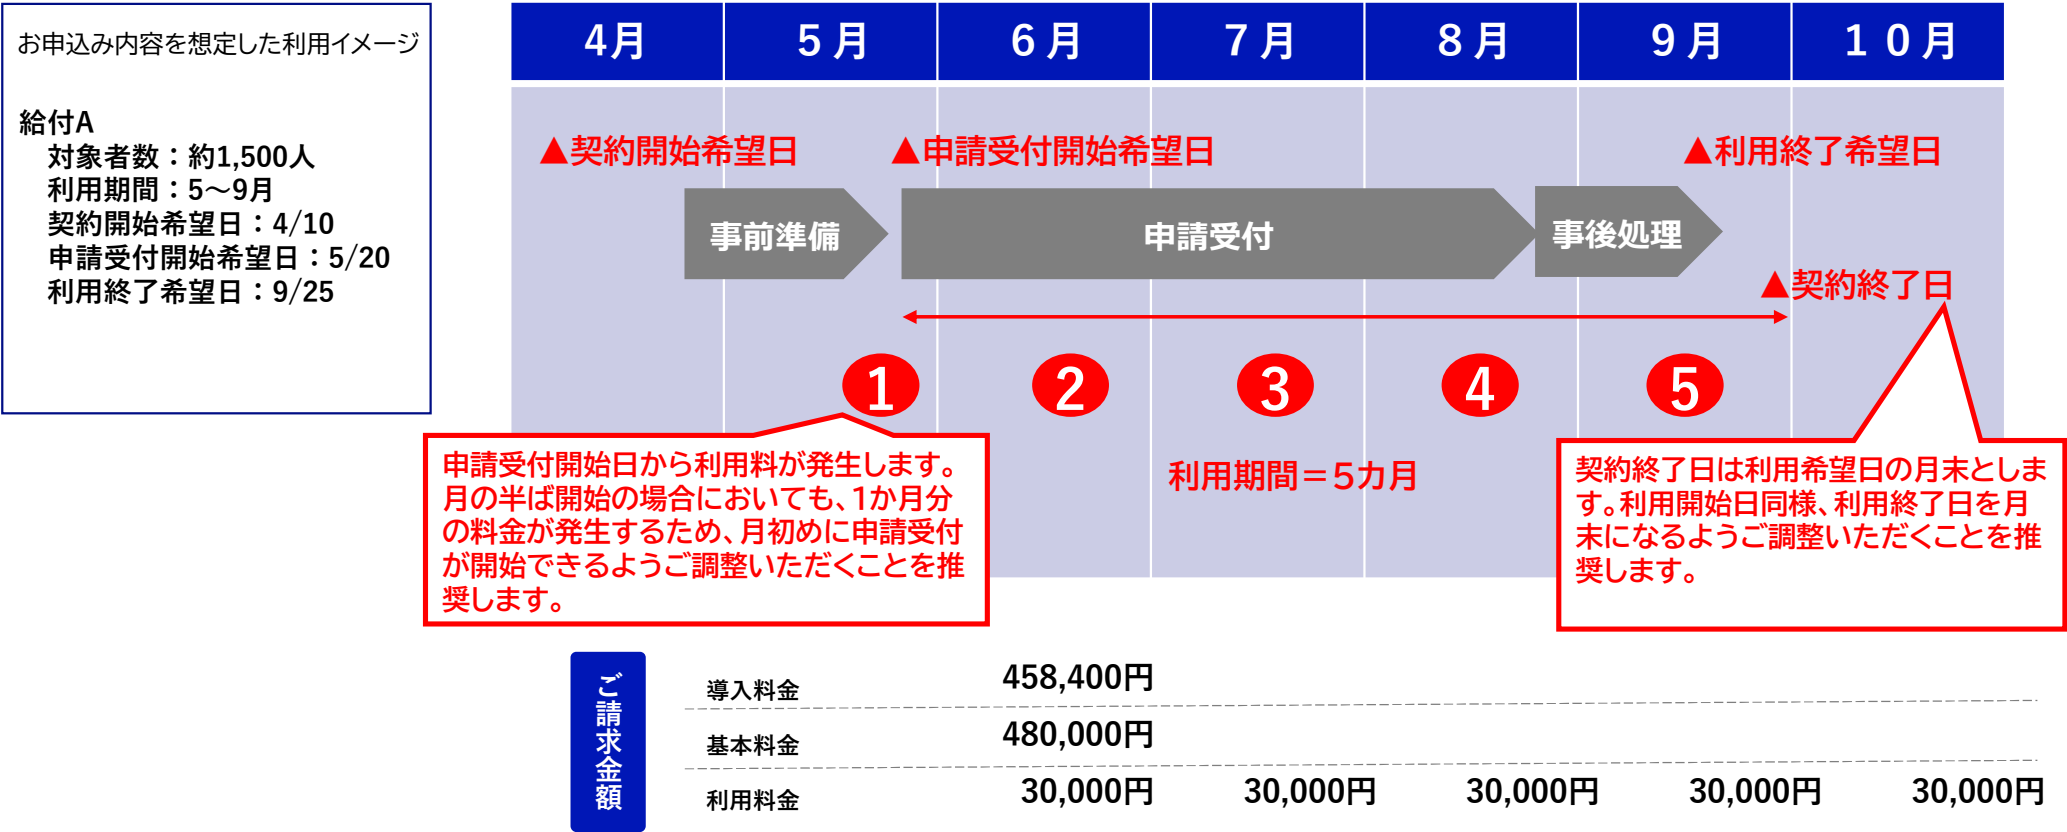 お申込み内容を想定した利用イメージ
給付A
対象者数：約1,500人
利用期間：5～9月
契約開始希望日：4/10
申請受付開始希望日：5/20
利用終了希望日：9/25
4月 5月 6月 7月 8月 9月 10月
▲契約開始希望日 ▲申請受付開始希望日 ▲利用終了希望日
事前準備 申請受付 事後処理
▲契約終了日
1 2 3 4 5
利用期間＝5カ月
申請受付開始日から利用料が発生します。
月の半ば開始の場合においても、1か月分
の料金が発生するため、月初めに申請受付
が開始できるようご調整いただくことを推
奨します。
契約終了日は利用希望日の月末としま
す。利用開始日同様、利用終了日を月
末になるようご調整いただくことを推
奨します。
ご請求金額
導入料金 458,400円
基本料金 480,000円
利用料金 30,000円 30,000円 30,000円 30,000円 30,000円